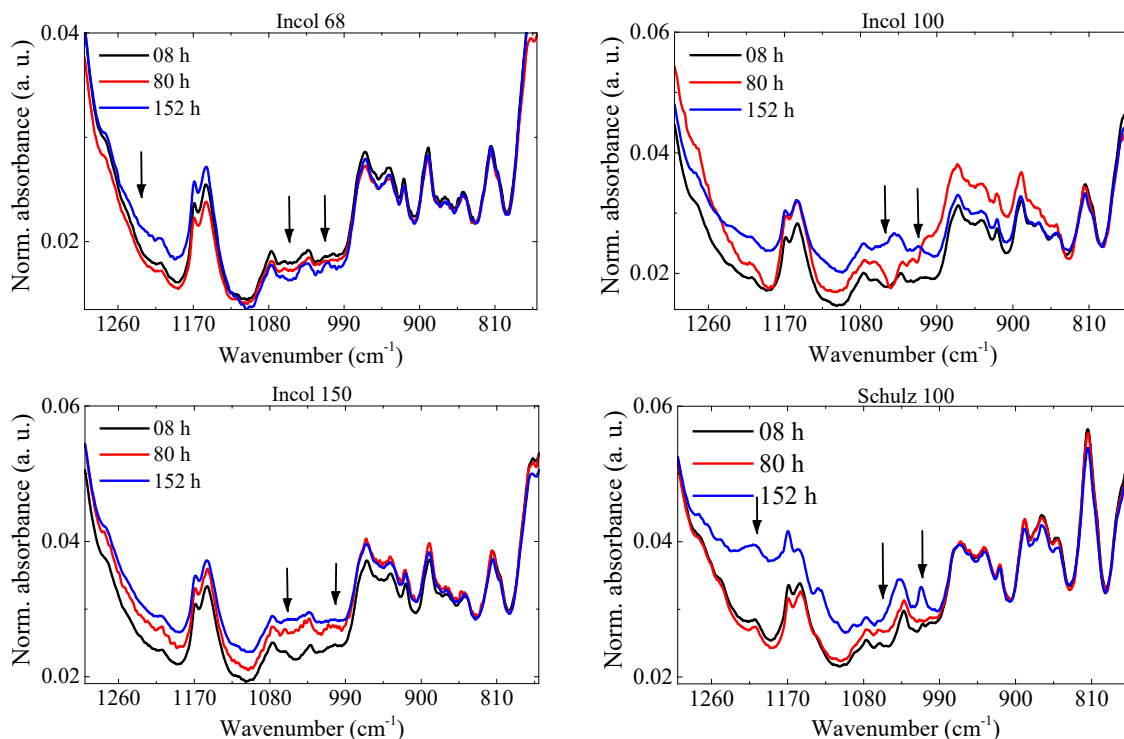 Incol 68
0.04
08 h
80 h
152 h
0.02
Norm. absorbance (a. u.)
1260 1170 1080 990 900 810
Wavenumber (cm⁻¹)
Incol 100
0.06
08 h
80 h
152 h
0.04
0.02
Norm. absorbance (a. u.)
1260 1170 1080 990 900 810
Wavenumber (cm⁻¹)
Incol 150
0.06
08 h
80 h
152 h
0.04
0.02
Norm. absorbance (a. u.)
1260 1170 1080 990 900 810
Wavenumber (cm⁻¹)
Schulz 100
0.06
08 h
80 h
152 h
0.04
0.02
Norm. absorbance (a. u.)
1260 1170 1080 990 900 810
Wavenumber (cm⁻¹)